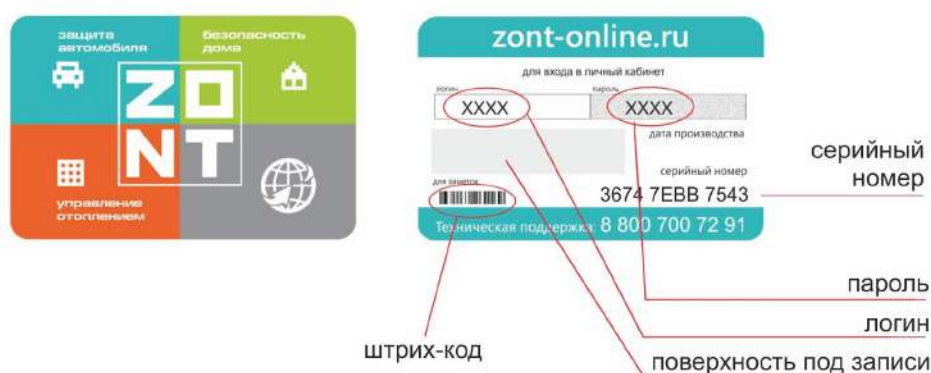 защита
автомобиля
безопасность
дома
ZO
NT
управление
отоплением
zont-online.ru
для входа в личный кабинет
логин
пароль
XXXX
XXXX
дата производства
серийный номер
для заметок
3674 7EBB 7543
Техническая поддержка: 8 800 700 72 91
серийный
номер
пароль
логин
штрих-код
поверхность под записи